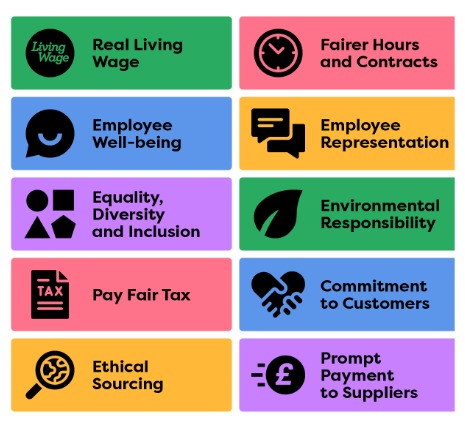 Living
Wage
Real Living
Wage
Fairer Hours
and Contracts
Employee
Well-being
Employee
Representation
Equality,
Diversity
and Inclusion
Environmental
Responsibility
TAX
Pay Fair Tax
Commitment
to Customers
Ethical
Sourcing
£
Prompt
Payment
to Suppliers